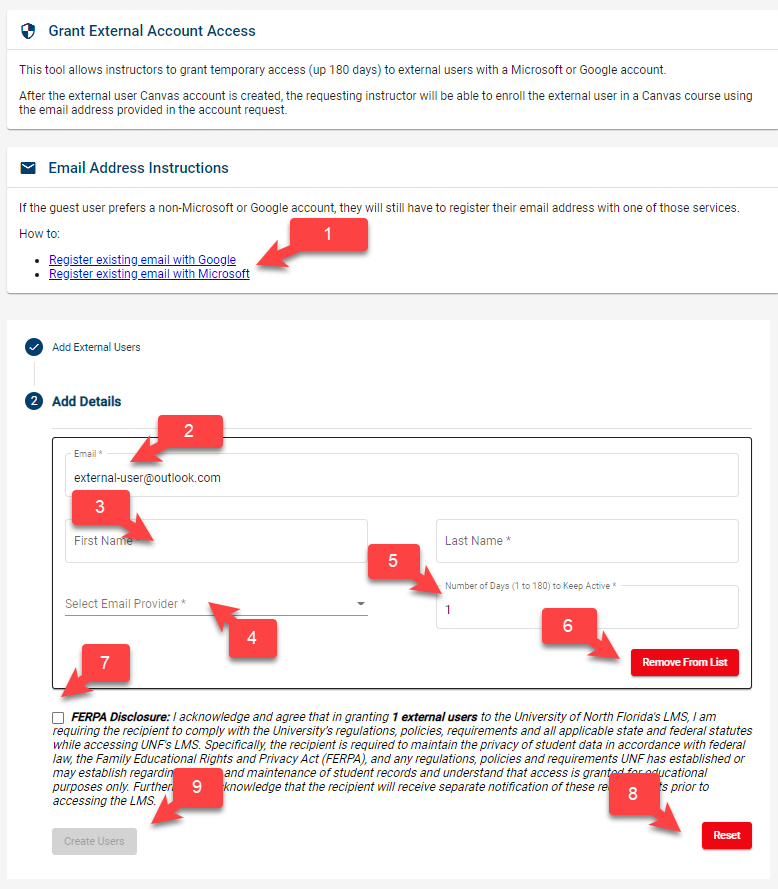 Grant External Account Access
This tool allows instructors to grant temporary access (up 180 days) to external users with a Microsoft or Google account.
After the external user Canvas account is created, the requesting instructor will be able to enroll the external user in a Canvas course using
the email address provided in the account request.
Email Address Instructions
If the guest user prefers a non-Microsoft or Google account, they will still have to register their email address with one of those services.
How to:
1
Register existing email with Google
Register existing email with Microsoft
Add External Users
2 Add Details
2
Email *
external-user@outlook.com
3
First Name
Last Name *
5
Number of Days (1 to 180) to Keep Active *
1
Select Email Provider *
4
6
Remove From List
7
FERPA Disclosure: I acknowledge and agree that in granting 1 external users to the University of North Florida's LMS, I am
requiring the recipient to comply with the University's regulations, policies, requirements and all applicable state and federal statutes
while accessing UNF's LMS. Specifically, the recipient is required to maintain the privacy of student data in accordance with federal
law, the Family Educational Rights and Privacy Act (FERPA), and any regulations, policies and requirements UNF has established or
may establish and maintenance of student records and understand that access is granted educational
purposes only. acknowledge that the recipient will receive separate notification of these prior to
accessing the LMS.
9
8
Create Users
Reset